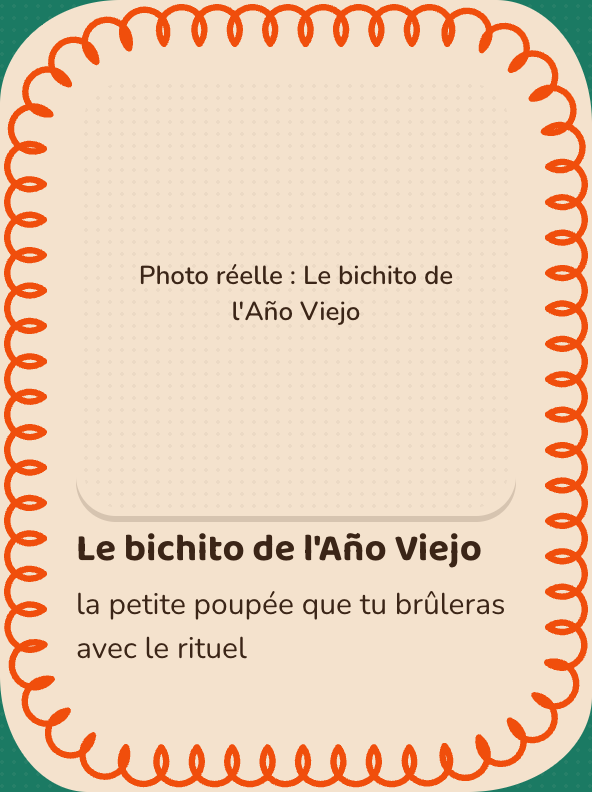 Photo réelle : Le bichito de
l'Año Viejo
Le bichito de l'Año Viejo
la petite poupée que tu brûleras
avec le rituel